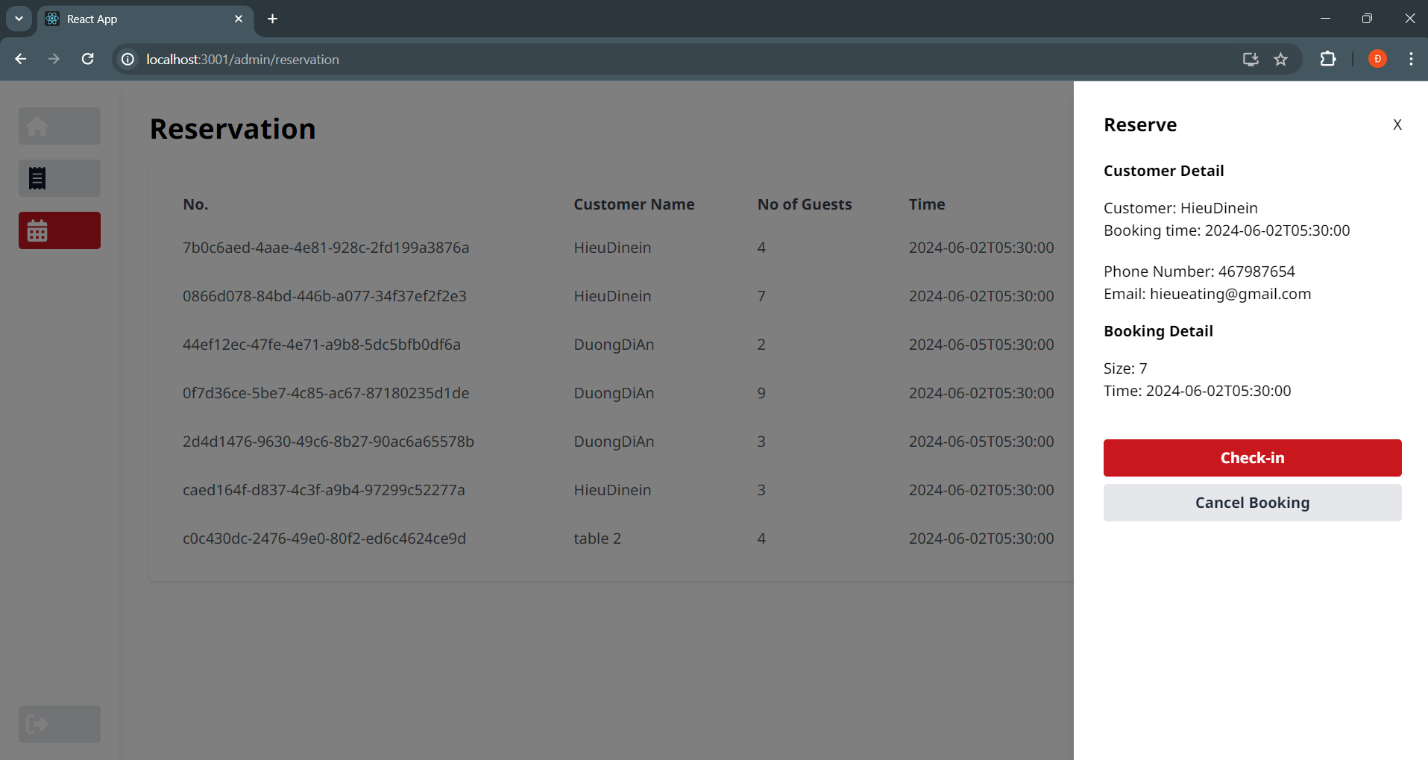 React App
localhost:3001/admin/reservation
Đ
Reservation
No. Customer Name No of Guests Time
7b0c6aed-4aae-4e81-928c-2fd199a3876a HieuDinein 4 2024-06-02T05:30:00
0866d078-84bd-446b-a077-34f37ef2f2e3 HieuDinein 7 2024-06-02T05:30:00
44ef12ec-47fe-4e71-a9b8-5dc5bfb0df6a DuongDiAn 2 2024-06-05T05:30:00
0f7d36ce-5be7-4c85-ac67-87180235d1de DuongDiAn 9 2024-06-02T05:30:00
2d4d1476-9630-49c6-8b27-90ac6a65578b DuongDiAn 3 2024-06-05T05:30:00
caed164f-d837-4c3f-a9b4-97299c52277a HieuDinein 3 2024-06-02T05:30:00
c0c430dc-2476-49e0-80f2-ed6c4624ce9d table 2 4 2024-06-02T05:30:00
Reserve X
Customer Detail
Customer: HieuDinein
Booking time: 2024-06-02T05:30:00
Phone Number: 467987654
Email: hieueating@gmail.com
Booking Detail
Size: 7
Time: 2024-06-02T05:30:00
Check-in
Cancel Booking